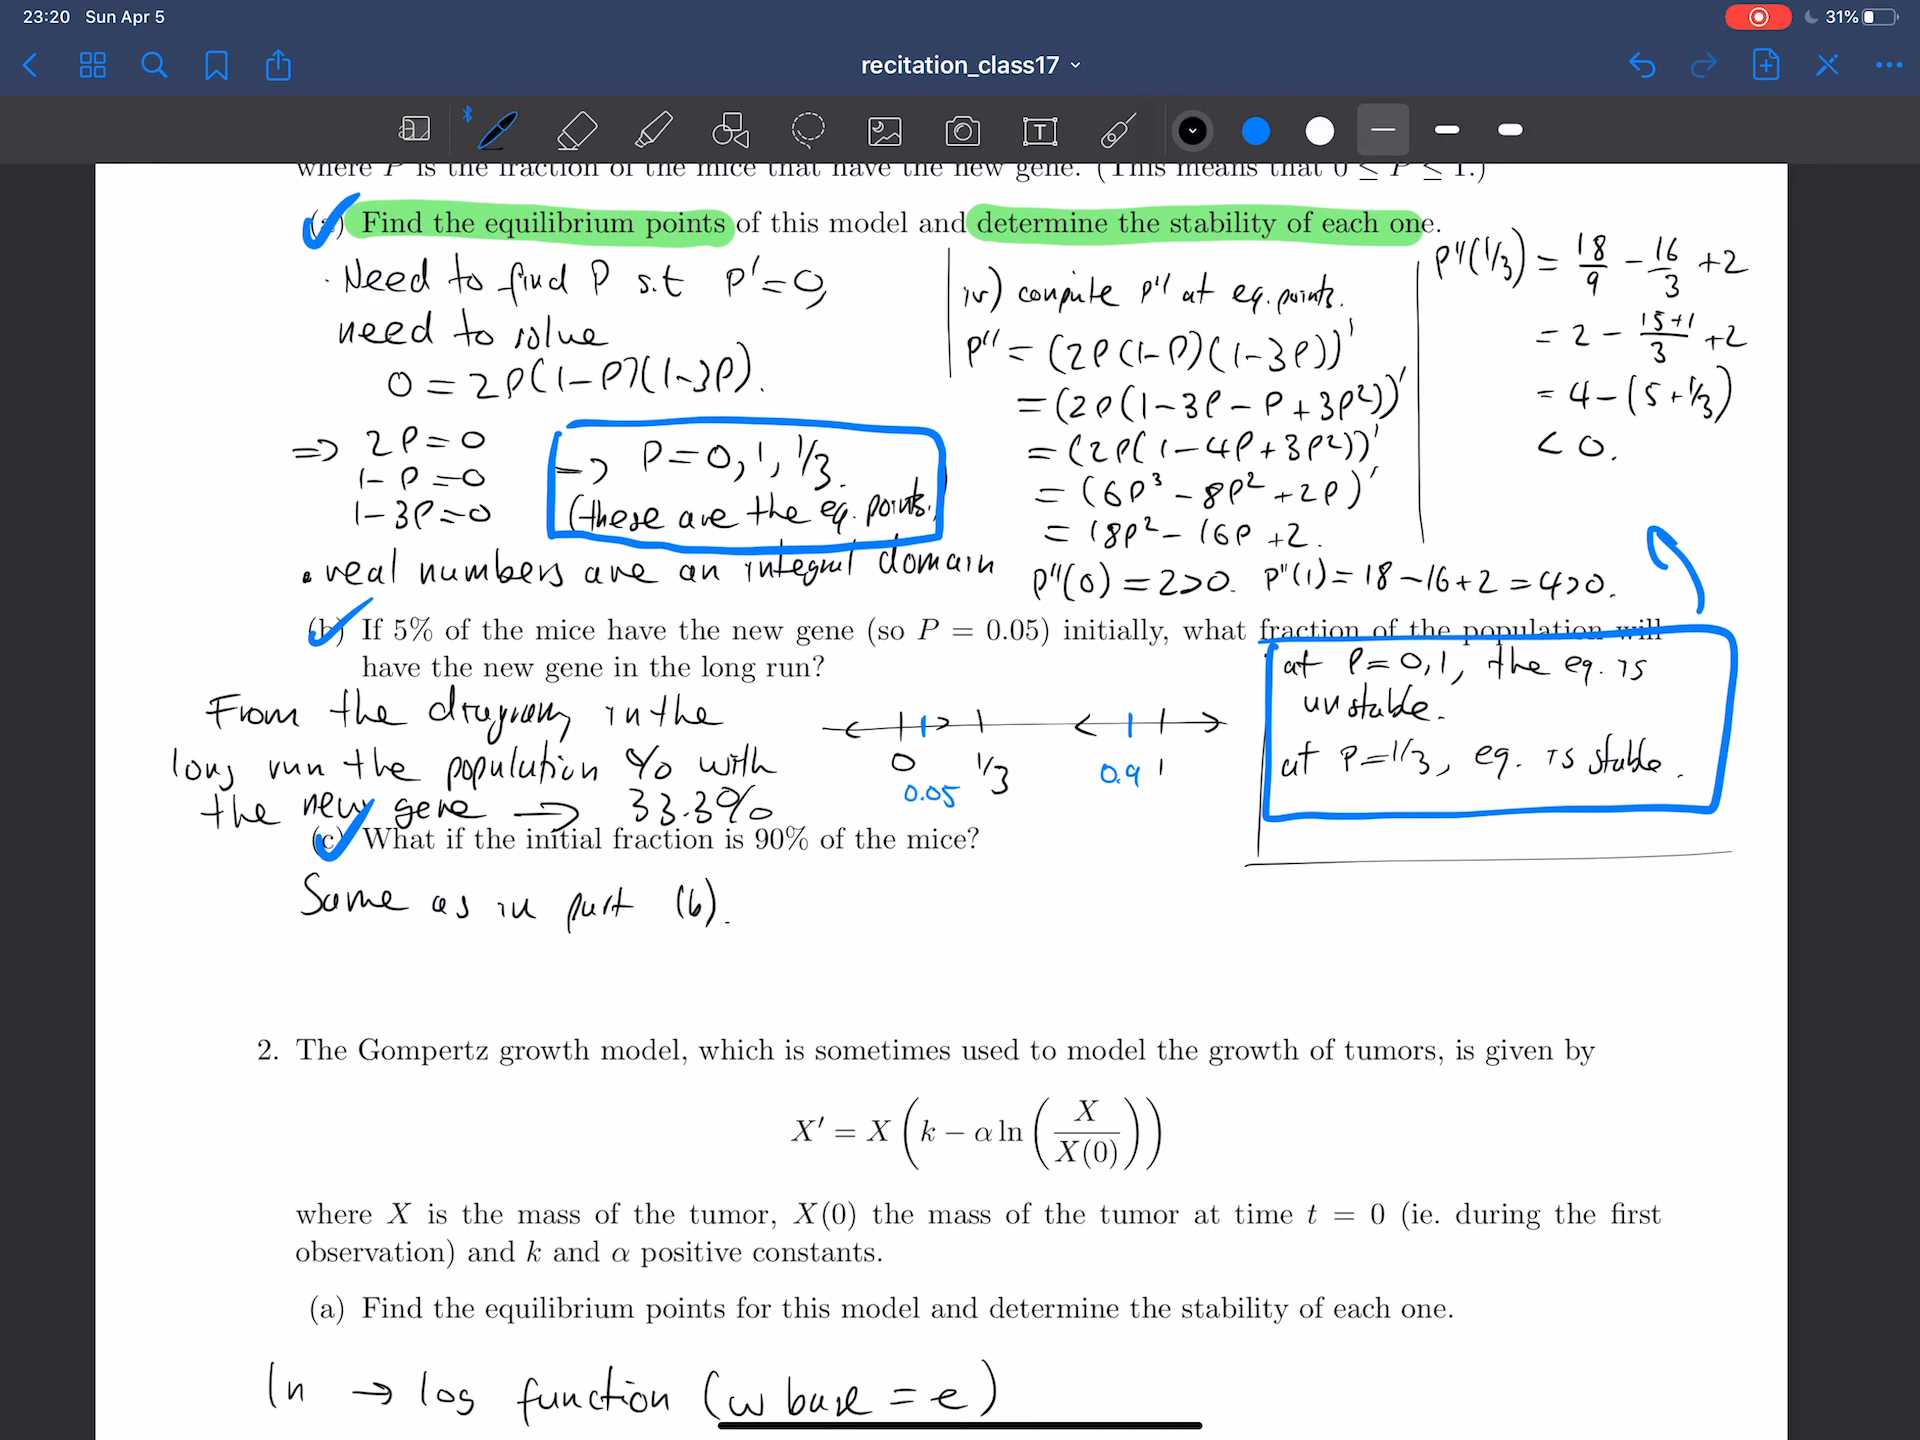 23:20 Sun Apr 5
31%
recitation_class17
where P is the fraction of the mice that have the new gene. (This means that 0 ≤ P ≤ 1.)
(a) Find the equilibrium points of this model and determine the stability of each one.
· Need to find P s.t P' = 0,
need to solve
0 = 2P(1-P)(1-3P).
=> 2P = 0
1 - P = 0
1 - 3P = 0
-> P = 0, 1, 1/3.
(these are the eq. points.)
• real numbers are an integral domain
iv) compute P'' at eq. points.
P'' = (2P(1-P)(1-3P))'
= (2P(1-3P-P+3P²))'
= (2P(1-4P+3P²))'
= (6P³ - 8P² + 2P)'
= 18P² - 16P + 2.
P''(0) = 2>0. P''(1) = 18-16+2 = 4>0.
P''(1/3) = 18/9 - 16/3 + 2
= 2 - (15+1)/3 + 2
= 4 - (5 + 1/3)
< 0.
(b) If 5% of the mice have the new gene (so P = 0.05) initially, what fraction of the population will
have the new gene in the long run?
From the diagram, in the
long run the population % with
the new gene -> 33.3%
0 1/3 1
0.05 0.9
at P = 0, 1, the eq. is
unstable.
at P = 1/3, eq. is stable.
(c) What if the initial fraction is 90% of the mice?
Same as in part (b).
2. The Gompertz growth model, which is sometimes used to model the growth of tumors, is given by
X' = X (k − α ln (X / X(0)))
where X is the mass of the tumor, X(0) the mass of the tumor at time t = 0 (ie. during the first
observation) and k and α positive constants.
(a) Find the equilibrium points for this model and determine the stability of each one.
ln -> log function (w base = e)